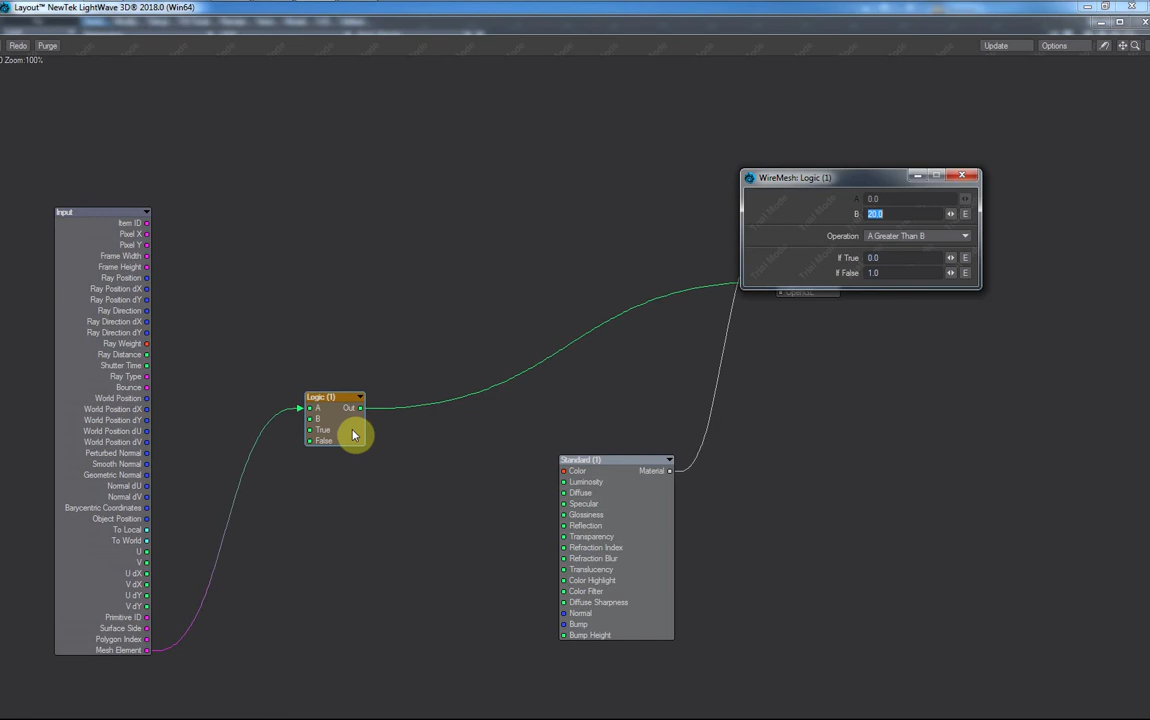 Layout™ NewTek LightWave 3D® 2018.0 (Win64)
Redo
Purge
Update
Options
0 Zoom:100%
WireMesh: Logic (1)
A 0.0
B 20.0 E
Operation A Greater Than B
If True 0.0 E
If False 1.0 E
Trial Mode
Trial Mode
Trial Mode
Input
Item ID
Pixel X
Pixel Y
Frame Width
Frame Height
Ray Position
Ray Position dX
Ray Position dY
Ray Direction
Ray Direction dX
Ray Direction dY
Ray Weight
Ray Distance
Shutter Time
Ray Type
Bounce
World Position
World Position dX
World Position dY
World Position dU
World Position dV
Perturbed Normal
Smooth Normal
Geometric Normal
Normal dU
Normal dV
Barycentric Coordinates
Object Position
To Local
To World
U
V
U dX
V dX
U dY
V dY
Primitive ID
Surface Side
Polygon Index
Mesh Element
Logic (1)
A Out
B
True
False
Standard (1)
Color Material
Luminosity
Diffuse
Specular
Glossiness
Reflection
Transparency
Refraction Index
Refraction Blur
Translucency
Color Highlight
Color Filter
Diffuse Sharpness
Normal
Bump
Bump Height